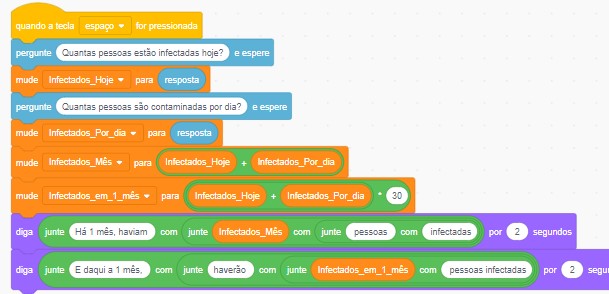 quando a tecla espaço for pressionada
pergunte Quantas pessoas estão infectadas hoje? e espere
mude Infectados_Hoje para resposta
pergunte Quantas pessoas são contaminadas por dia? e espere
mude Infectados_Por_dia para resposta
mude Infectados_Mês para Infectados_Hoje + Infectados_Por_dia
mude Infectados_em_1_mês para Infectados_Hoje + Infectados_Por_dia * 30
diga junte Há 1 mês, haviam com junte Infectados_Mês com junte pessoas com infectadas por 2 segundos
diga junte E daqui a 1 mês, com junte haverão com junte Infectados_em_1_mês com pessoas infectadas por 2 segu